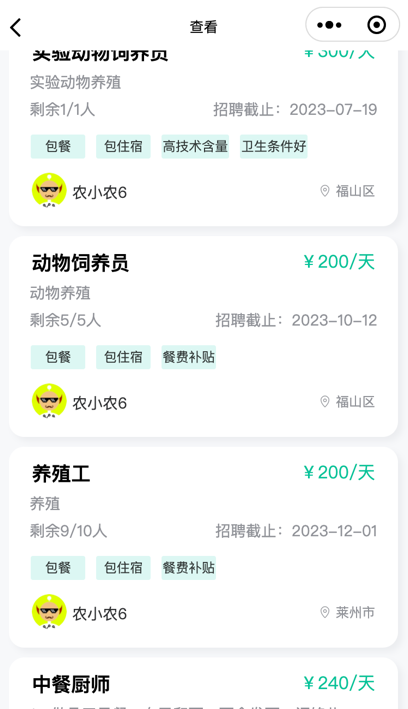 查看
实验动物饲养员
￥300/天
实验动物养殖
剩余1/1人
招聘截止：2023-07-19
包餐
包住宿
高技术含量
卫生条件好
农小农6
福山区
动物饲养员
￥200/天
动物养殖
剩余5/5人
招聘截止：2023-10-12
包餐
包住宿
餐费补贴
农小农6
福山区
养殖工
￥200/天
养殖
剩余9/10人
招聘截止：2023-12-01
包餐
包住宿
餐费补贴
农小农6
莱州市
中餐厨师
￥240/天